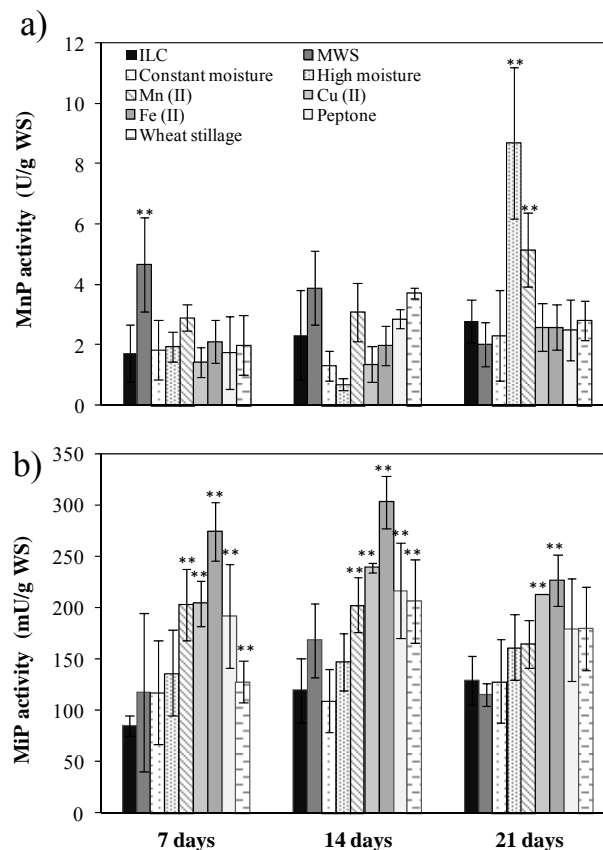 a)
12
10
8
6
4
2
0
MnP activity (U/g WS)
ILC MWS
Constant moisture High moisture
Mn (II) Cu (II)
Fe (II) Peptone
Wheat stillage
**
**
**
b)
350
300
250
200
150
100
50
0
MiP activity (mU/g WS)
** ** ** ** **
** ** ** ** **
** **
7 days 14 days 21 days